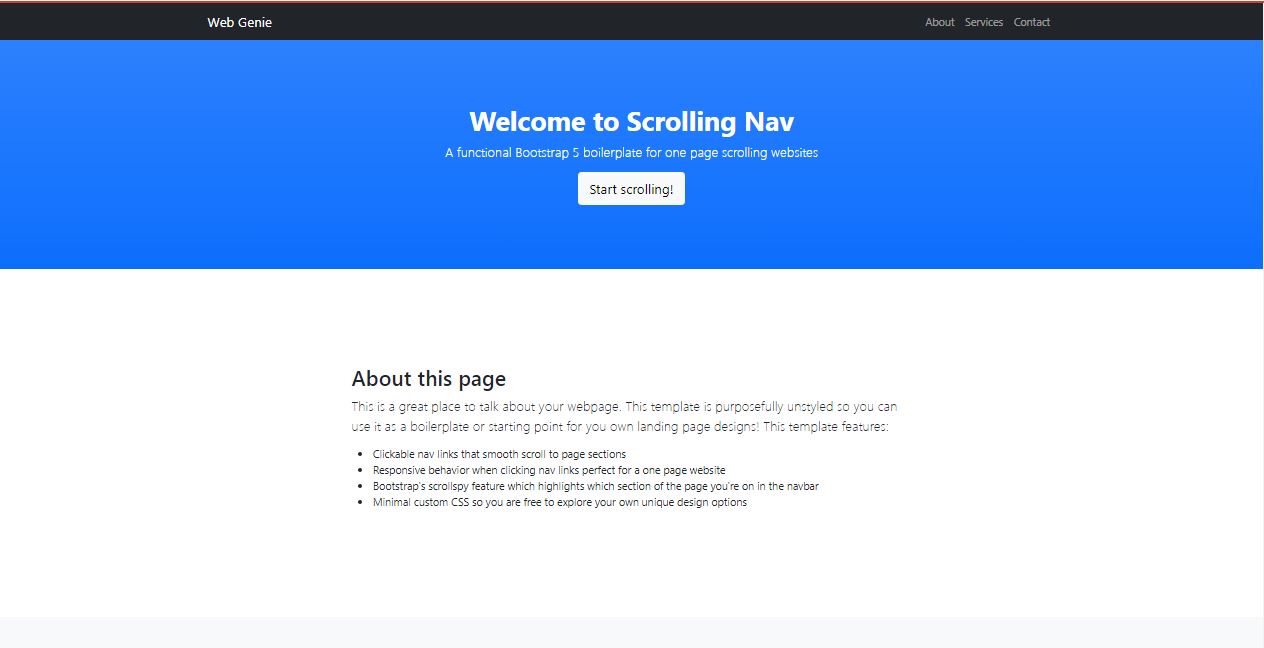 Web Genie
About Services Contact
Welcome to Scrolling Nav
A functional Bootstrap 5 boilerplate for one page scrolling websites
Start scrolling!
About this page
This is a great place to talk about your webpage. This template is purposefully unstyled so you can
use it as a boilerplate or starting point for you own landing page designs! This template features:
• Clickable nav links that smooth scroll to page sections
• Responsive behavior when clicking nav links perfect for a one page website
• Bootstrap's scrollspy feature which highlights which section of the page you're on in the navbar
• Minimal custom CSS so you are free to explore your own unique design options